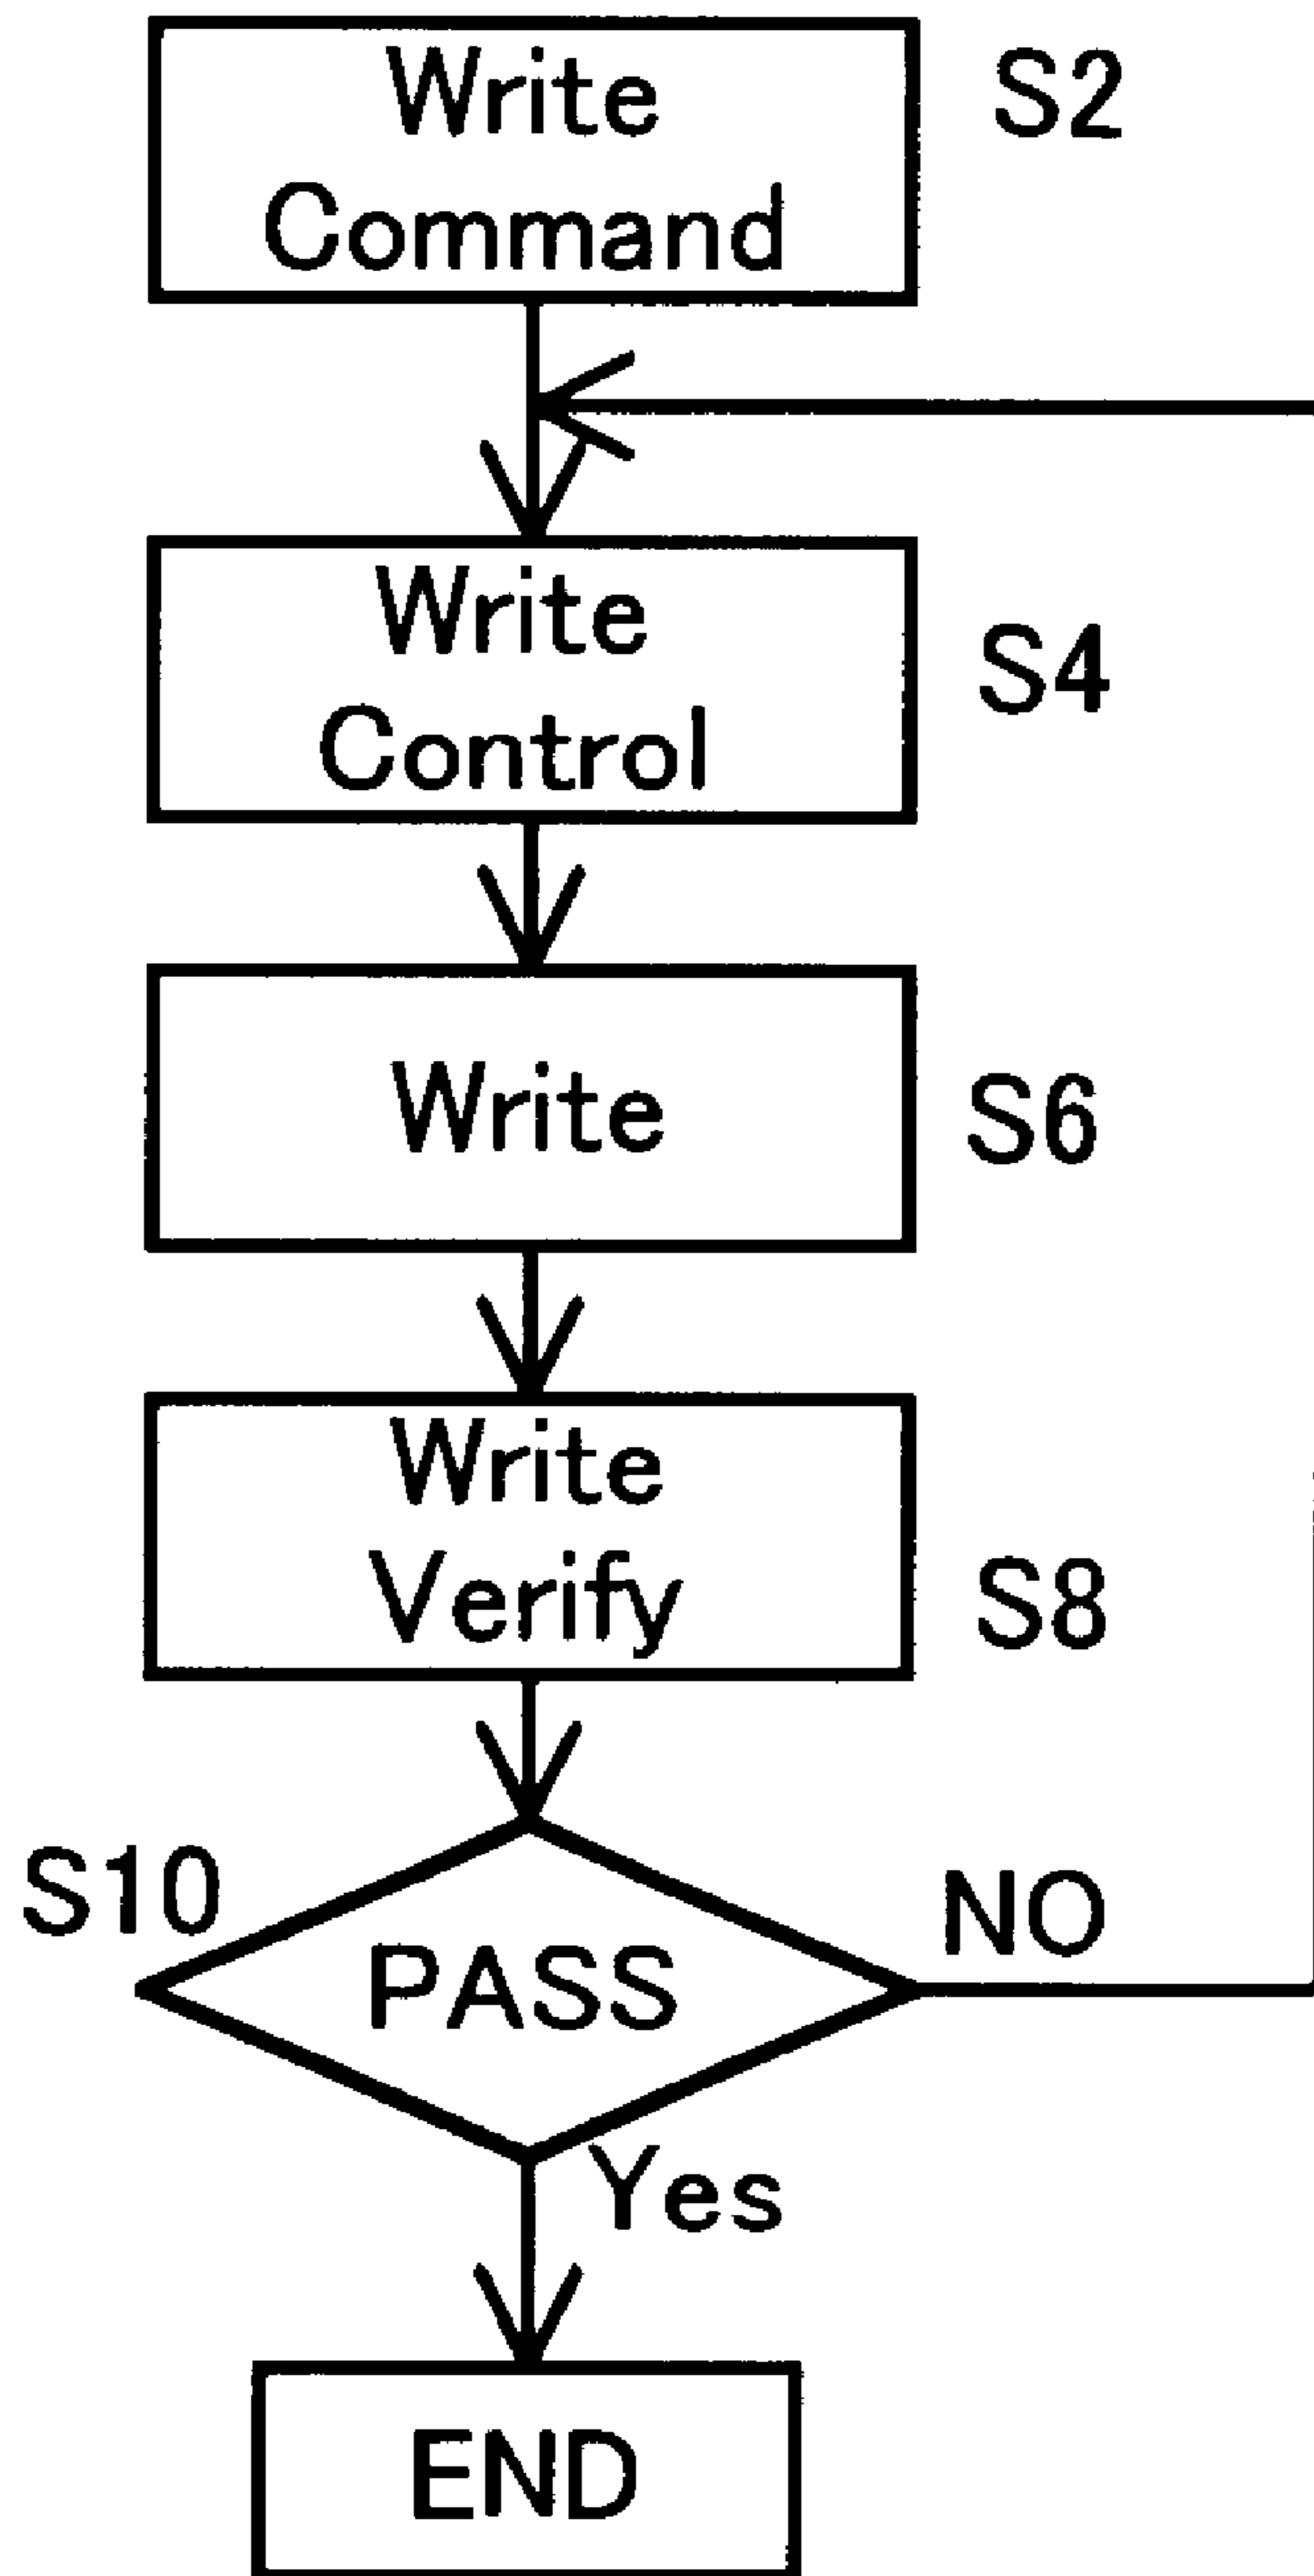 Write
Command
S2
Write
Control
S4
Write
S6
Write
Verify
S8
S10
PASS
NO
Yes
END